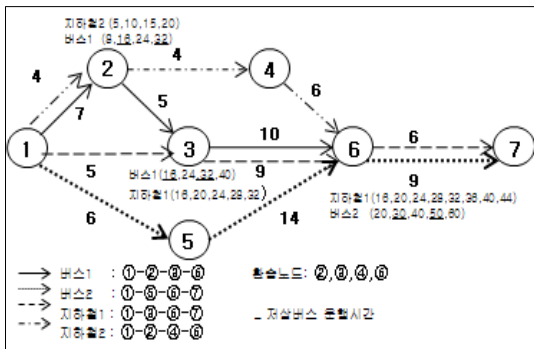 지하철2 (5,10,15,20)
버스1 (9,16,24,32)
4
2
4
4
7
5
6
1
3
10
6
6
7
5
9
9
버스1(16,24,32,40)
지하철1(16,20,24,28,32)
지하철1(16,20,24,28,32,36,40,44)
버스2 (20,30,40,50,60)
6
14
5
버스1 : ①-②-③-⑥
환승노드: ②,③,④,⑥
버스2 : ①-⑤-⑥-⑦
지하철1: ①-③-⑥-⑦
_ 저상버스 운행시간
지하철2: ①-②-④-⑥